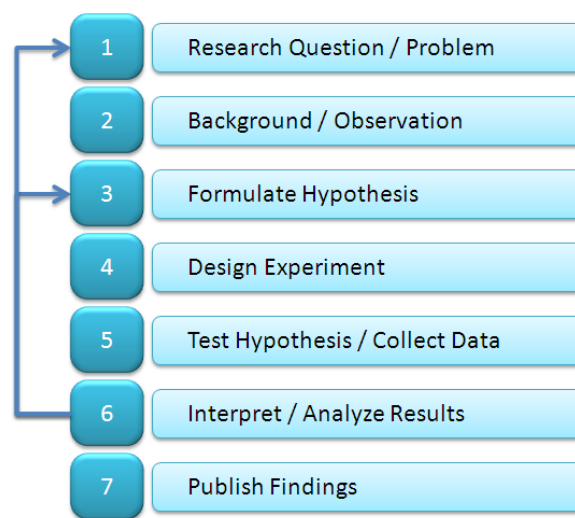 1 Research Question / Problem
2 Background / Observation
3 Formulate Hypothesis
4 Design Experiment
5 Test Hypothesis / Collect Data
6 Interpret / Analyze Results
7 Publish Findings